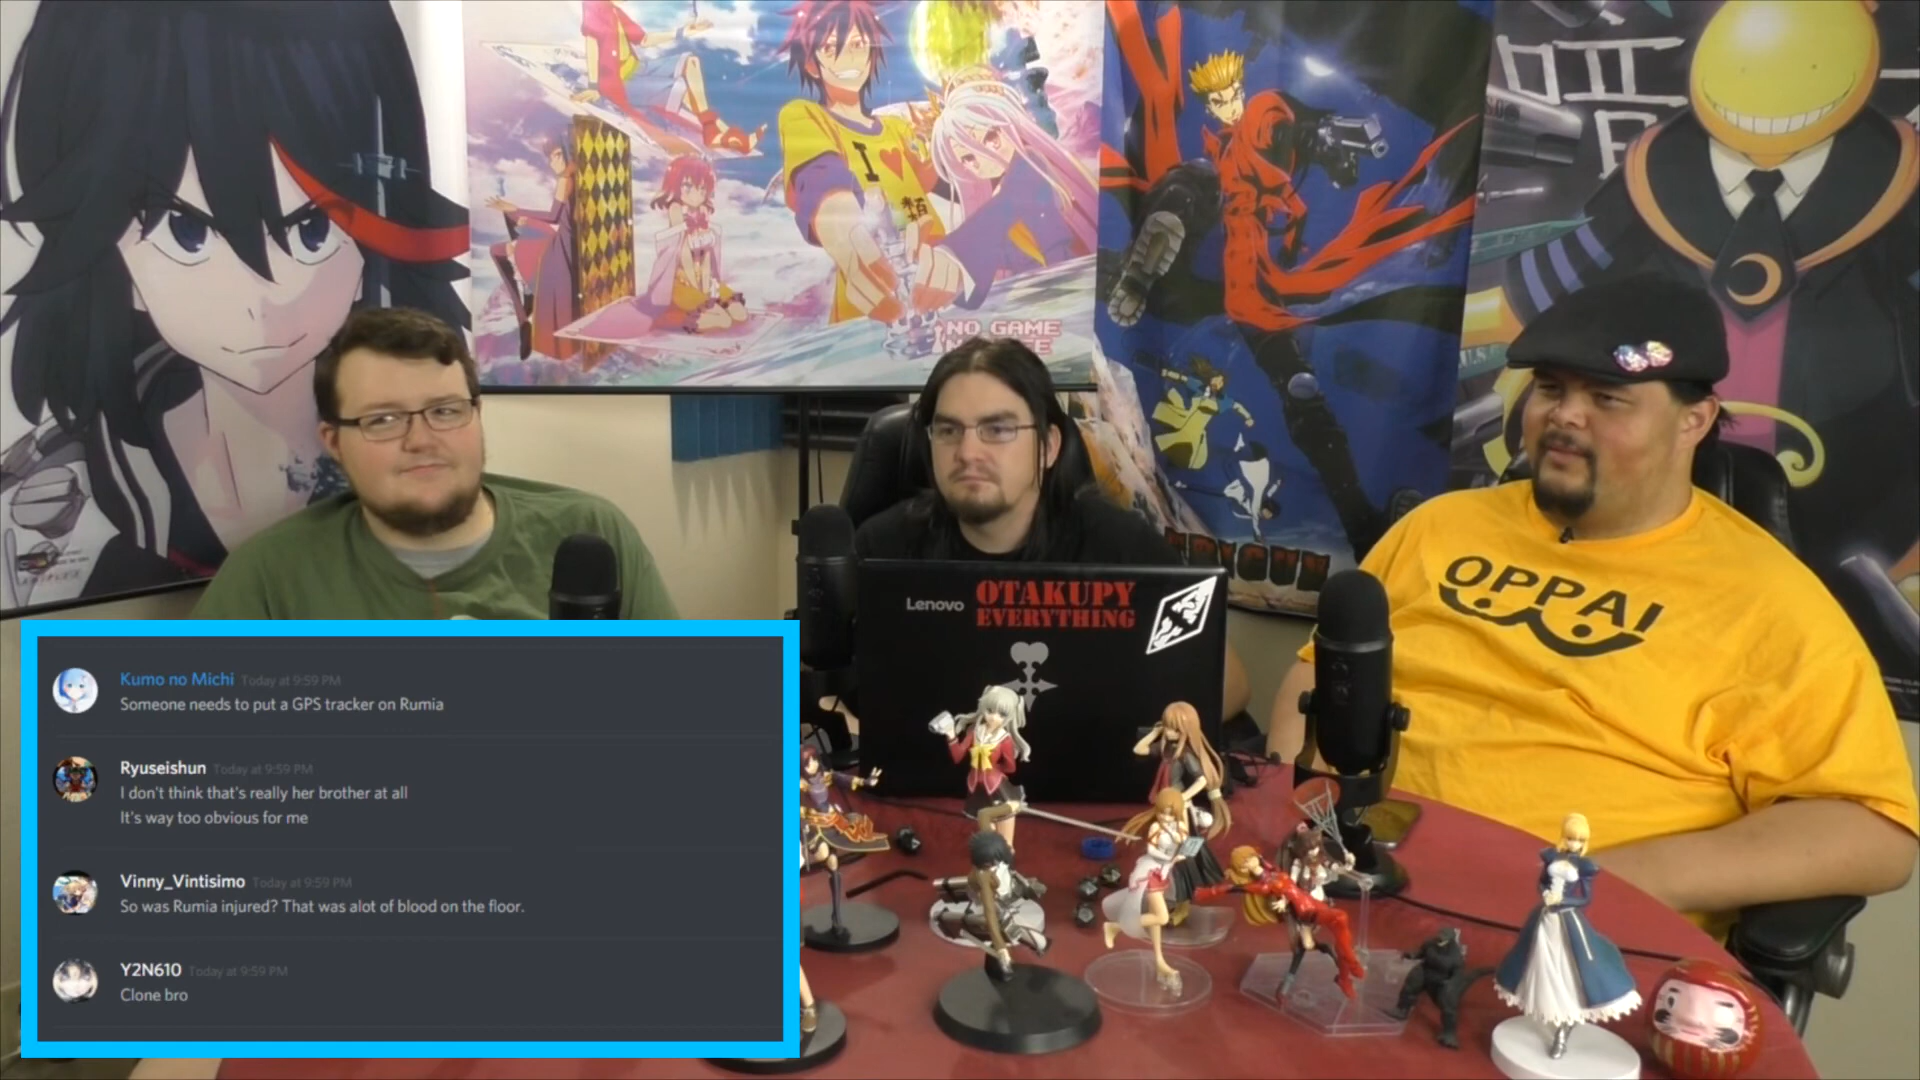 I ♥
類
NO GAME
Lenovo
OTAKUPY
EVERYTHING
OPPAI
Kumo no Michi Today at 9:59 PM
Someone needs to put a GPS tracker on Rumia
Ryuseishun Today at 9:59 PM
I don't think that's really her brother at all
It's way too obvious for me
Vinny_Vintisimo Today at 9:59 PM
So was Rumia injured? That was alot of blood on the floor.
Y2N610 Today at 9:59 PM
Clone bro